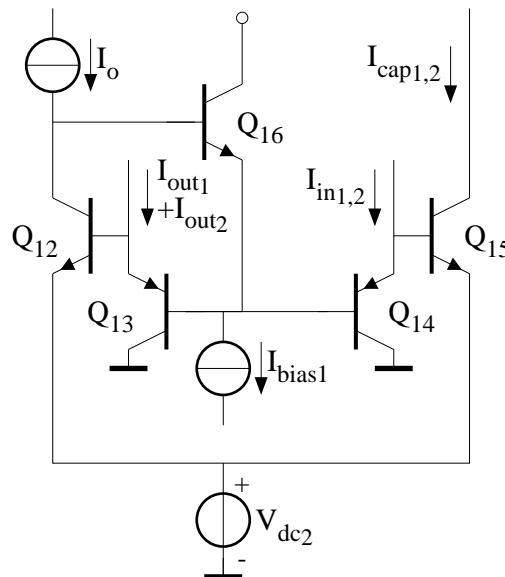 I_o
Q_16
I_cap1,2
I_out1
+I_out2
I_in1,2
Q_12
Q_15
Q_13
Q_14
I_bias1
+
V_dc2
-